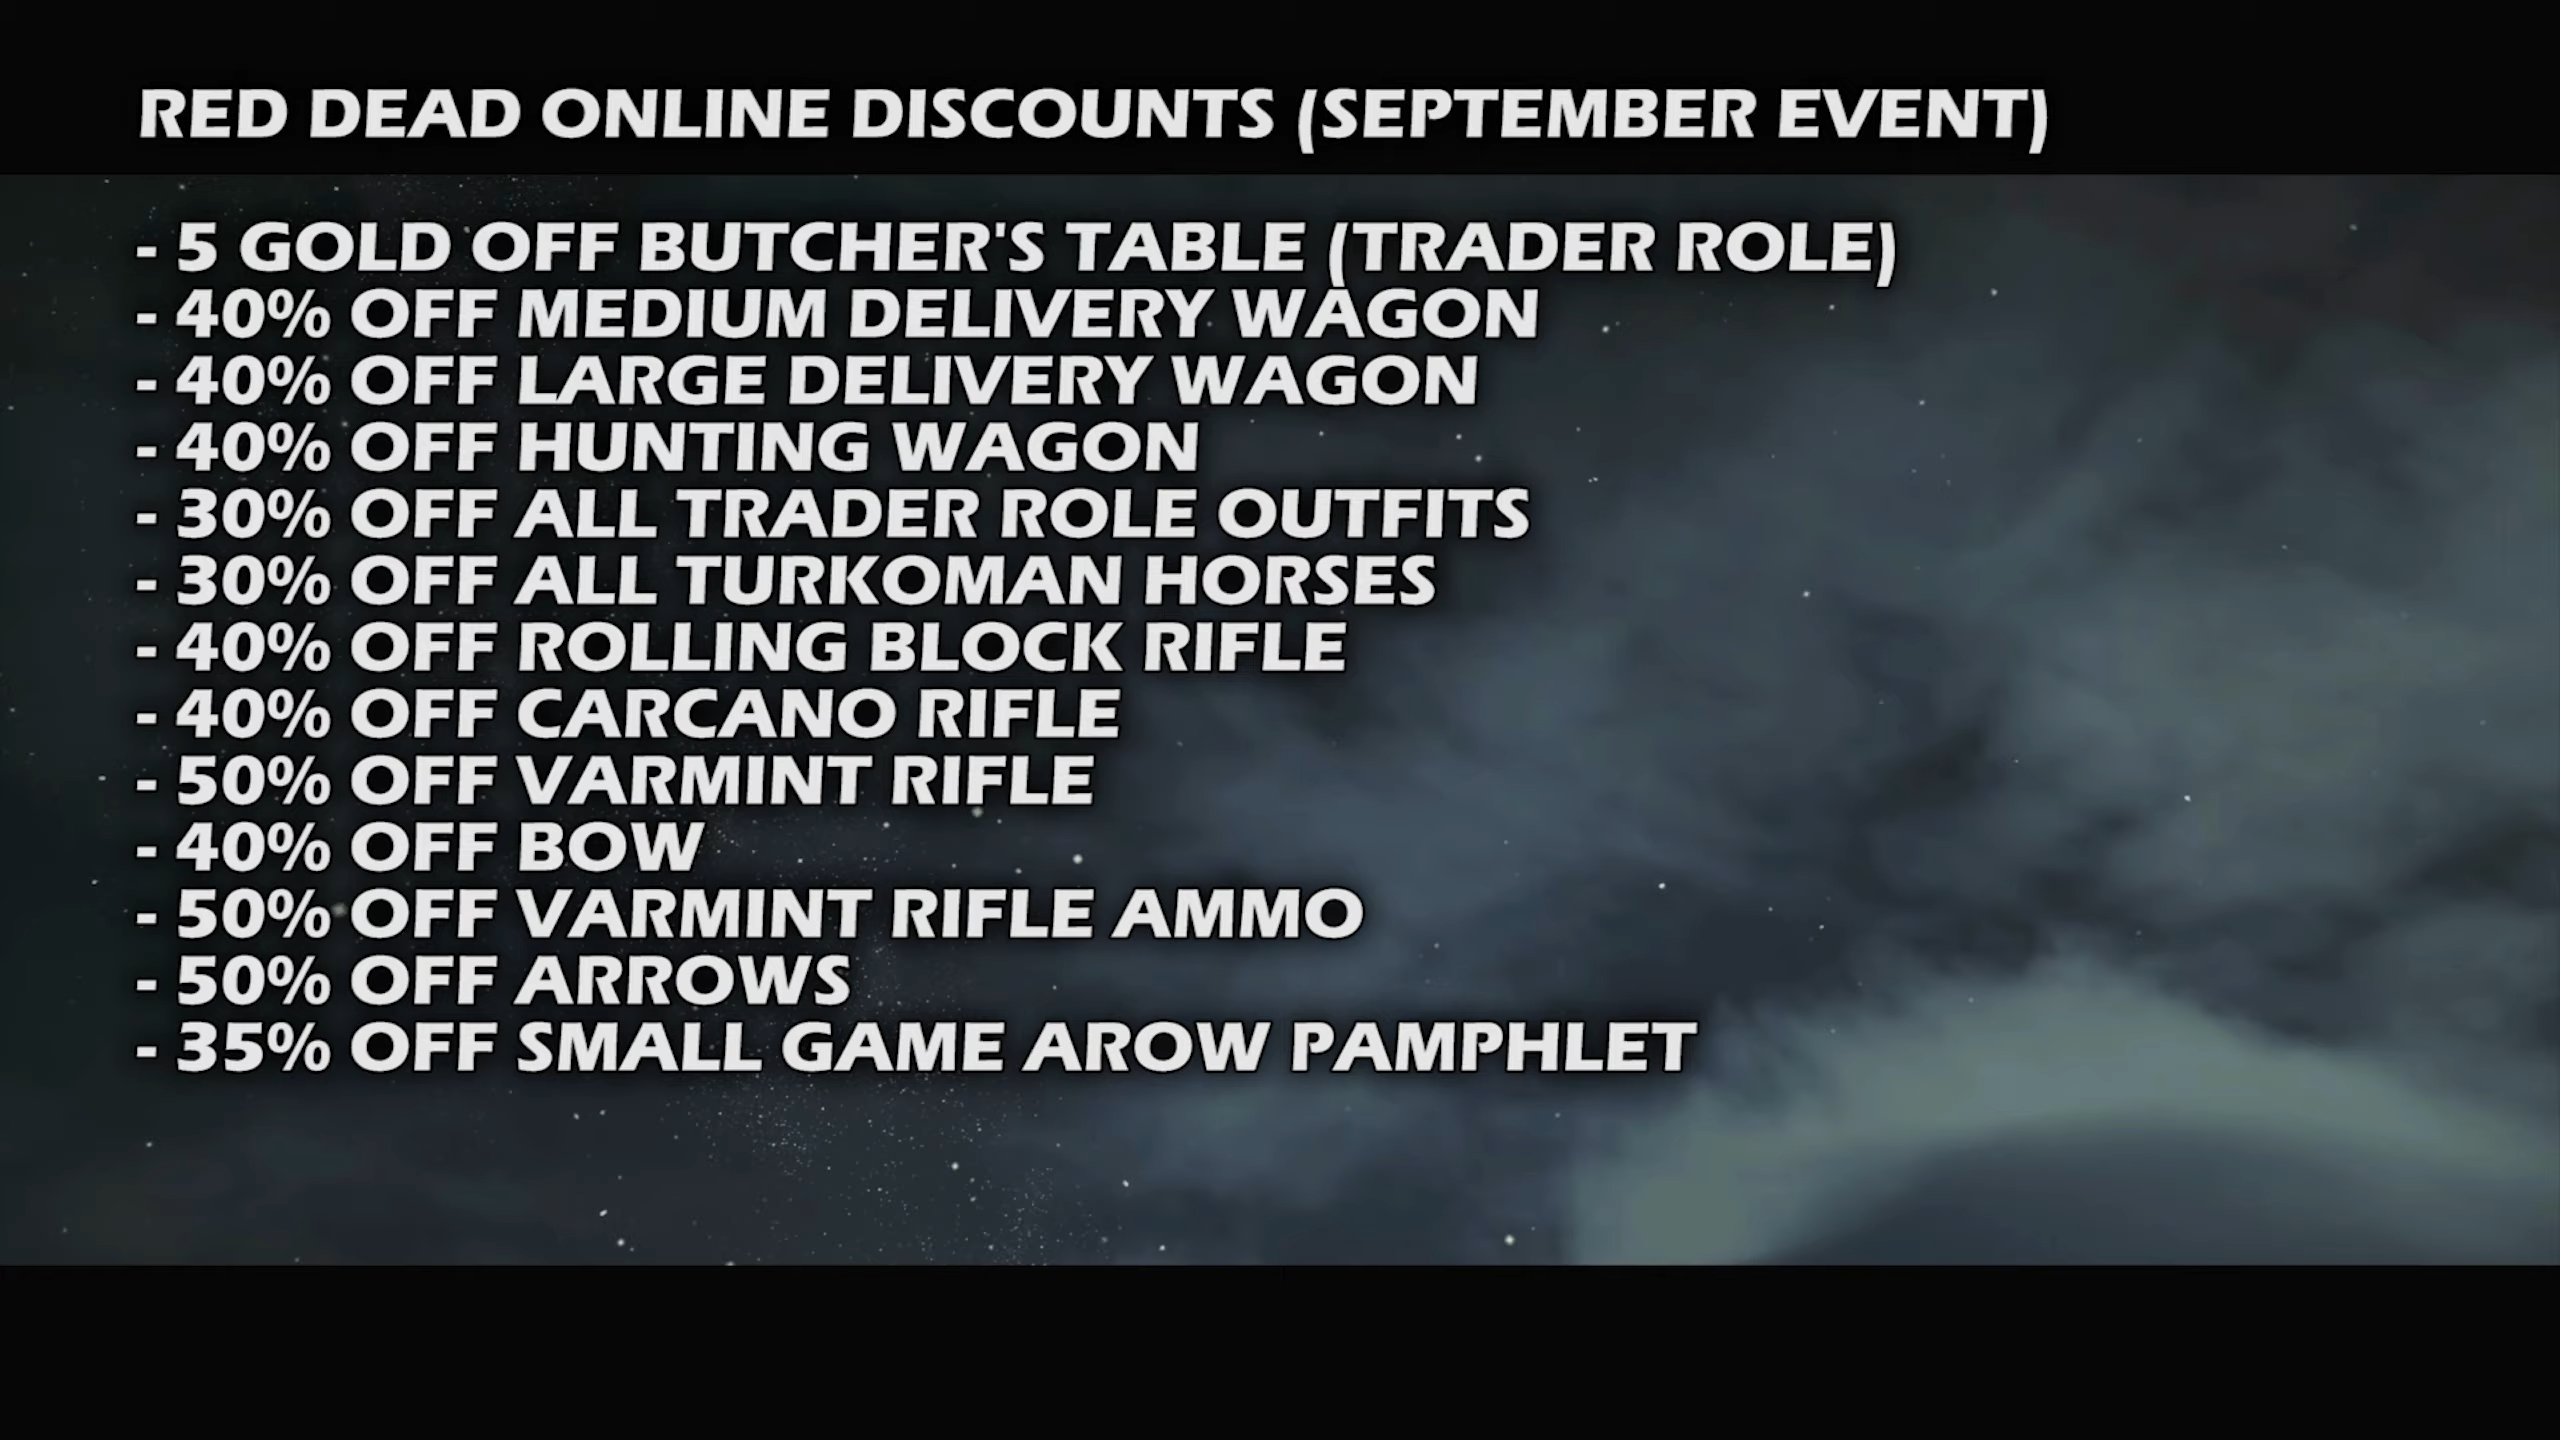 RED DEAD ONLINE DISCOUNTS (SEPTEMBER EVENT)
- 5 GOLD OFF BUTCHER'S TABLE (TRADER ROLE)
- 40% OFF MEDIUM DELIVERY WAGON
- 40% OFF LARGE DELIVERY WAGON
- 40% OFF HUNTING WAGON
- 30% OFF ALL TRADER ROLE OUTFITS
- 30% OFF ALL TURKOMAN HORSES
- 40% OFF ROLLING BLOCK RIFLE
- 40% OFF CARCANO RIFLE
- 50% OFF VARMINT RIFLE
- 40% OFF BOW
- 50% OFF VARMINT RIFLE AMMO
- 50% OFF ARROWS
- 35% OFF SMALL GAME AROW PAMPHLET